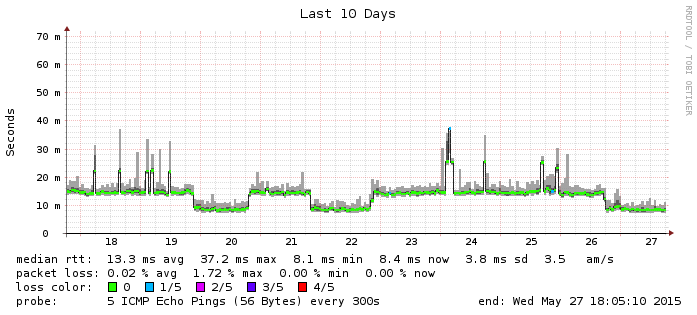 Last 10 Days
RRDTOOL / TOBI OETIKER
Seconds
70 m
60 m
50 m
40 m
30 m
20 m
10 m
0
18 19 20 21 22 23 24 25 26 27
median rtt: 13.3 ms avg 37.2 ms max 8.1 ms min 8.4 ms now 3.8 ms sd 3.5 am/s
packet loss: 0.02 % avg 1.72 % max 0.00 % min 0.00 % now
loss color: 0 1/5 2/5 3/5 4/5
probe: 5 ICMP Echo Pings (56 Bytes) every 300s end: Wed May 27 18:05:10 2015